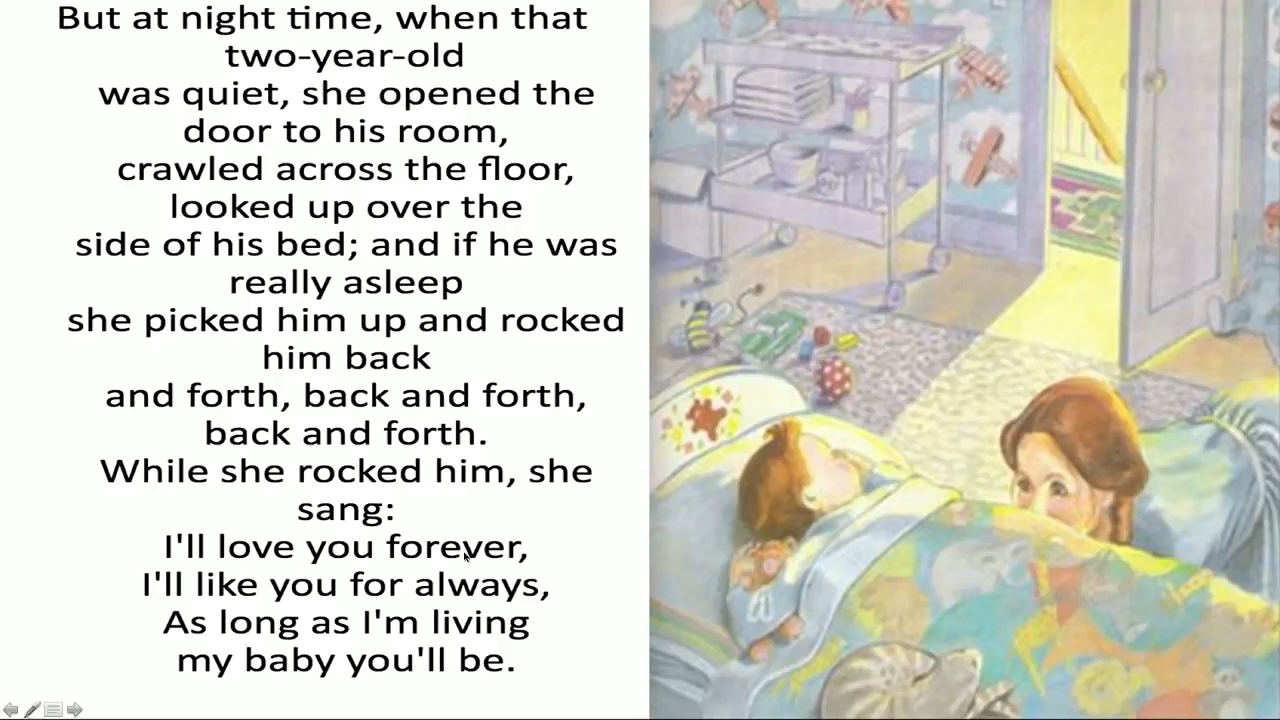 But at night time, when that
two-year-old
was quiet, she opened the
door to his room,
crawled across the floor,
looked up over the
side of his bed; and if he was
really asleep
she picked him up and rocked
him back
and forth, back and forth,
back and forth.
While she rocked him, she
sang:
I'll love you forever,
I'll like you for always,
As long as I'm living
my baby you'll be.